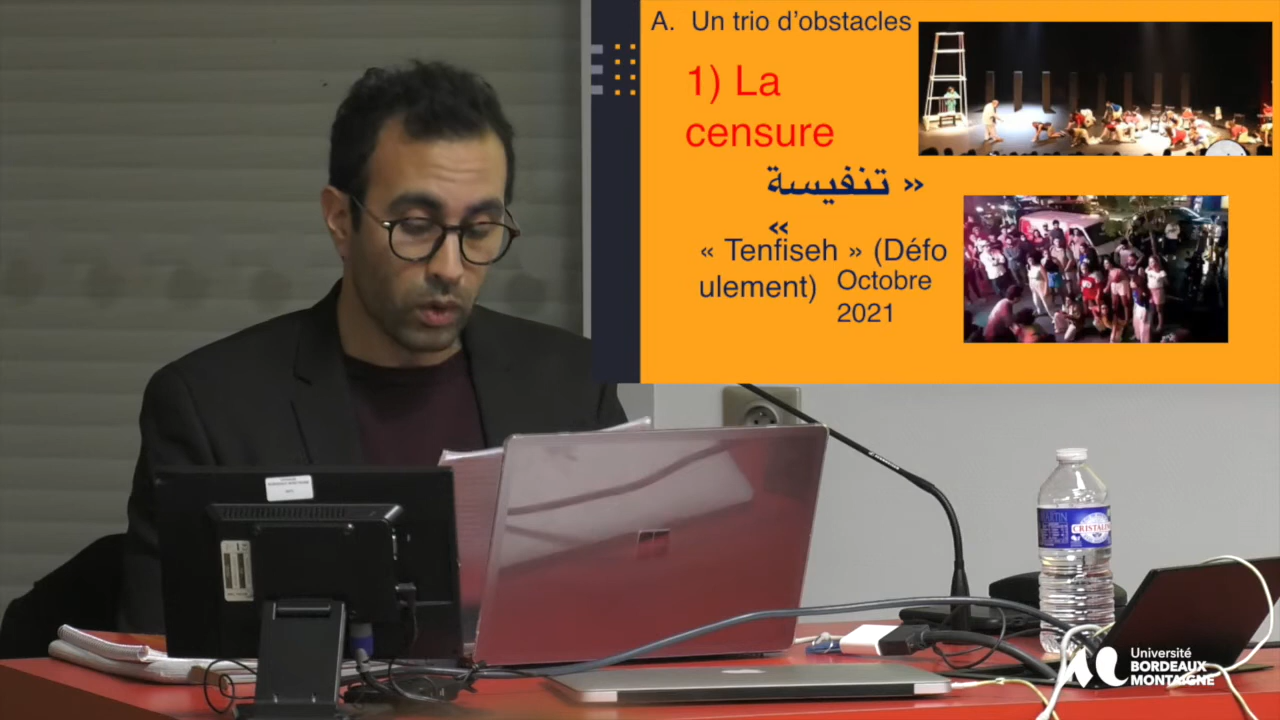 A. Un trio d'obstacles
1) La
censure
« تنفيسة
»
« Tenfiseh » (Défo
ulement)
Octobre
2021
CRISTALINE
Université
BORDEAUX
MONTAIGNE